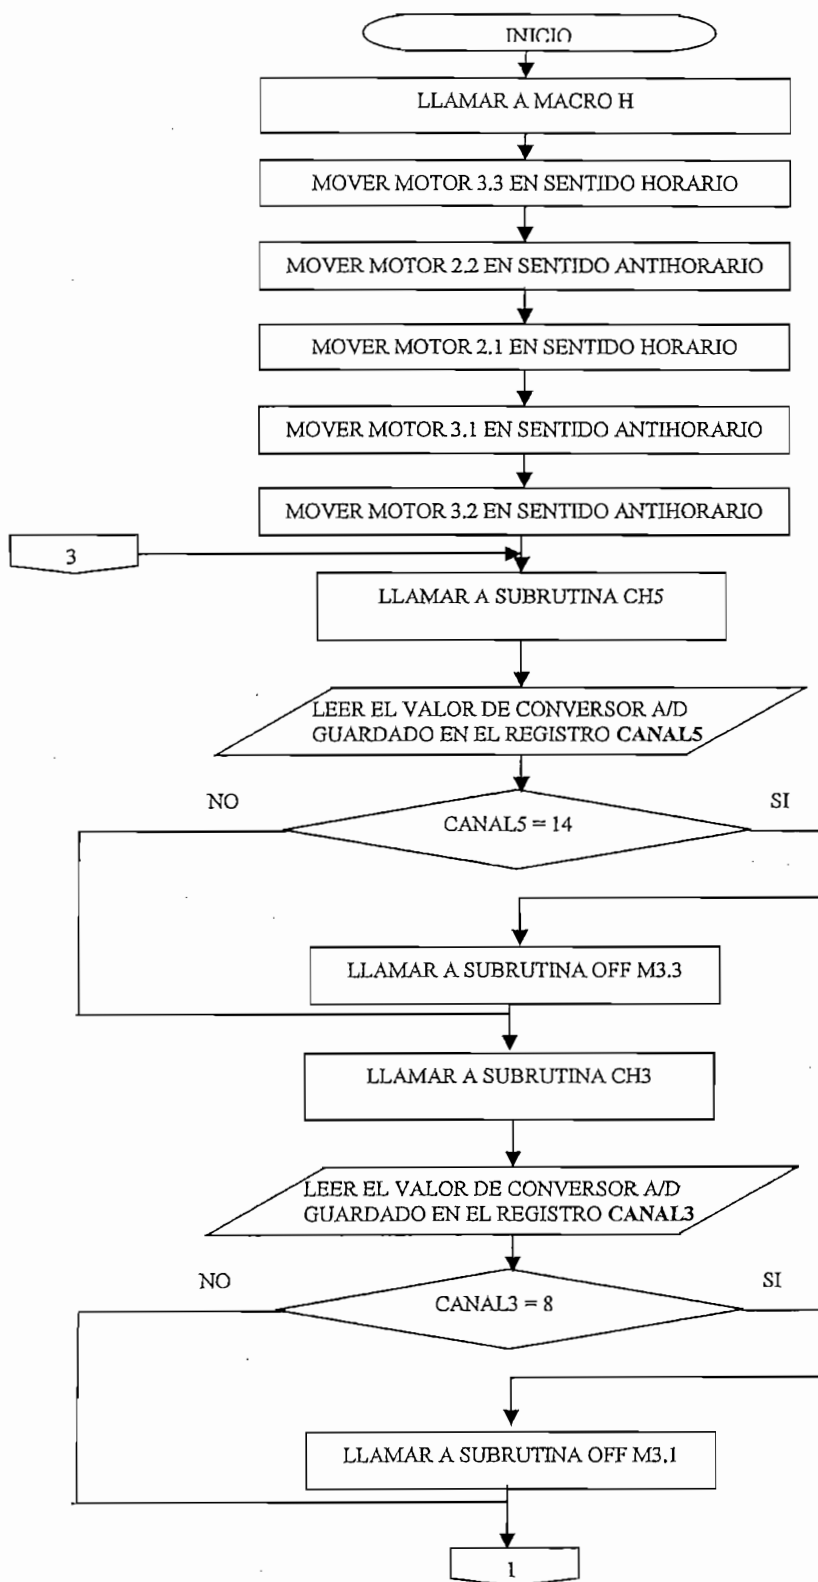 INICIO
LLAMAR A MACRO H
MOVER MOTOR 3.3 EN SENTIDO HORARIO
MOVER MOTOR 2.2 EN SENTIDO ANTIHORARIO
MOVER MOTOR 2.1 EN SENTIDO HORARIO
MOVER MOTOR 3.1 EN SENTIDO ANTIHORARIO
MOVER MOTOR 3.2 EN SENTIDO ANTIHORARIO
3
LLAMAR A SUBRUTINA CH5
LEER EL VALOR DE CONVERSOR A/D
GUARDADO EN EL REGISTRO CANAL5
NO
SI
CANAL5 = 14
LLAMAR A SUBRUTINA OFF M3.3
LLAMAR A SUBRUTINA CH3
LEER EL VALOR DE CONVERSOR A/D
GUARDADO EN EL REGISTRO CANAL3
NO
SI
CANAL3 = 8
LLAMAR A SUBRUTINA OFF M3.1
1